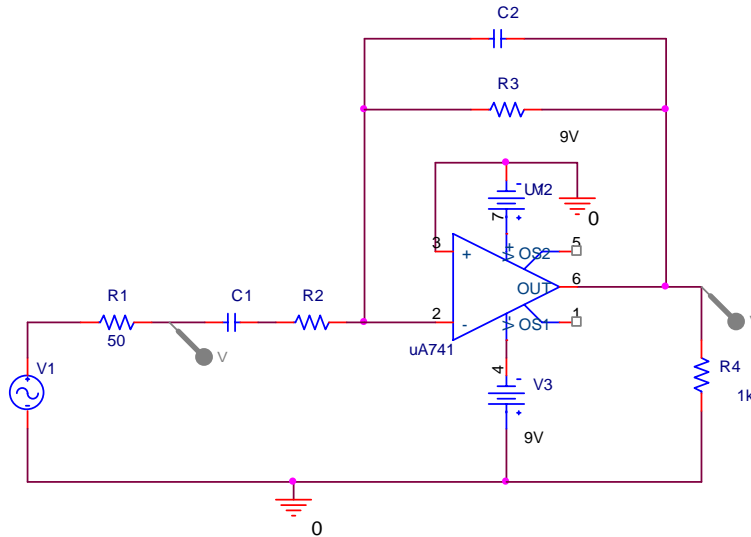 C2
R3
9V
-
+
0
7
V+
3
+
OS2
5
OUT
6
R1
C1
R2
2
-
V-
OS1
1
50
V
uA741
V
V1
+
-
4
-
V3
+
R4
1k
9V
0